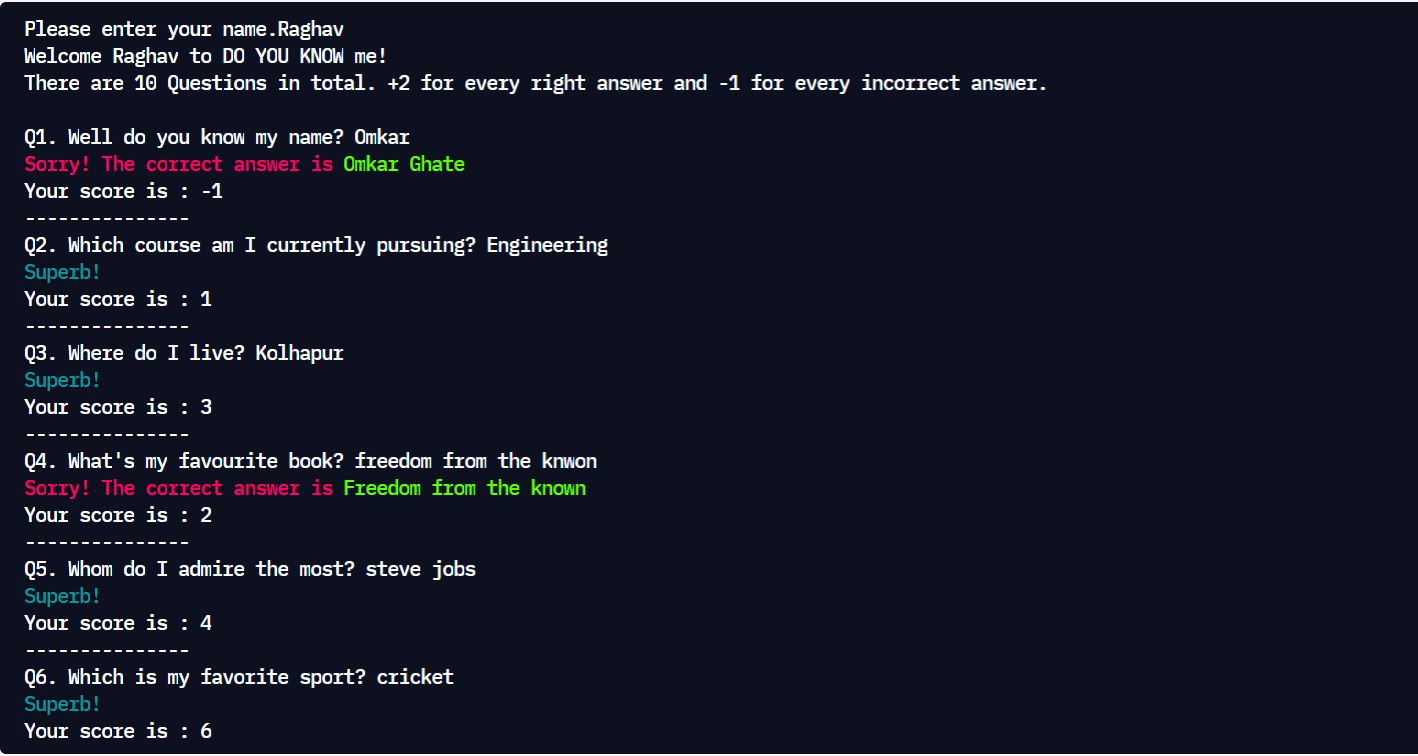 Please enter your name.Raghav
Welcome Raghav to DO YOU KNOW me!
There are 10 Questions in total. +2 for every right answer and -1 for every incorrect answer.
Q1. Well do you know my name? Omkar
Sorry! The correct answer is Omkar Ghate
Your score is : -1
---------------
Q2. Which course am I currently pursuing? Engineering
Superb!
Your score is : 1
---------------
Q3. Where do I live? Kolhapur
Superb!
Your score is : 3
---------------
Q4. What's my favourite book? freedom from the knwon
Sorry! The correct answer is Freedom from the known
Your score is : 2
---------------
Q5. Whom do I admire the most? steve jobs
Superb!
Your score is : 4
---------------
Q6. Which is my favorite sport? cricket
Superb!
Your score is : 6